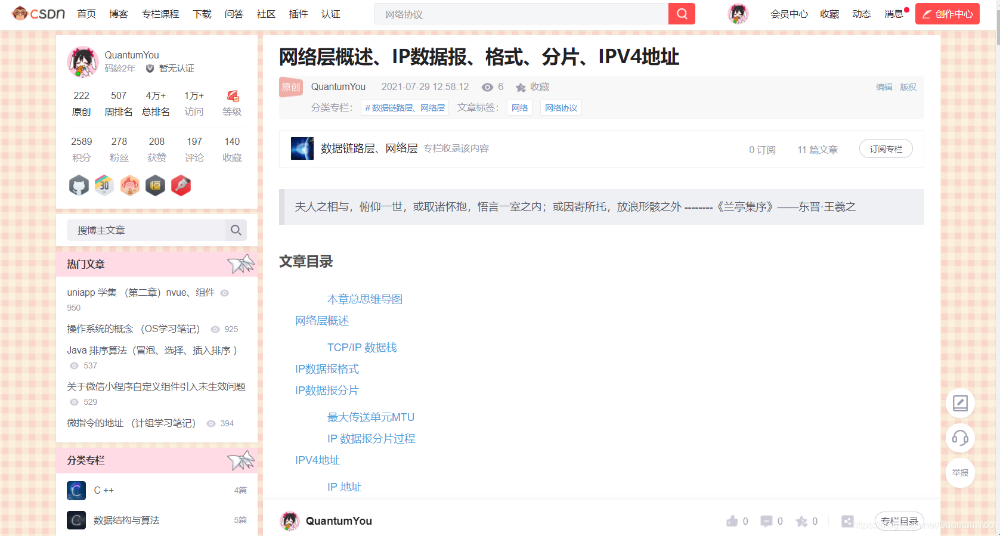 CSDN 首页 博客 专栏课程 下载 问答 社区 插件 认证 网络协议 会员中心 收藏 动态 消息 创作中心
QuantumYou
码龄2年 暂无认证
222 507 4万+ 1万+
原创 周排名 总排名 访问 等级
2589 278 208 197 140
积分 粉丝 获赞 评论 收藏
30 30
搜博主文章
热门文章
uniapp 学集 （第二章）nvue、组件
950
操作系统的概念 （OS学习笔记） 925
Java 排序算法（冒泡、选择、插入排序 ）
537
关于微信小程序自定义组件引入未生效问题
529
微指令的地址 （计组学习笔记） 394
分类专栏
C ++ 4篇
数据结构与算法 5篇
网络层概述、IP数据报、格式、分片、IPV4地址
原创 QuantumYou 2021-07-29 12:58:12 6 收藏 编辑 | 版权
分类专栏： # 数据链路层、网络层 文章标签： 网络 网络协议
数据链路层、网络层 专栏收录该内容 0 订阅 11 篇文章 订阅专栏
夫人之相与，俯仰一世，或取诸怀抱，悟言一室之内；或因寄所托，放浪形骸之外 --------《兰亭集序》——东晋·王羲之
文章目录
本章总思维导图
网络层概述
TCP/IP 数据栈
IP数据报格式
IP数据报分片
最大传送单元MTU
IP 数据报分片过程
IPV4地址
IP 地址
举报
QuantumYou 0 0 0 专栏目录
https://blog.csdn.net/QuantumYou